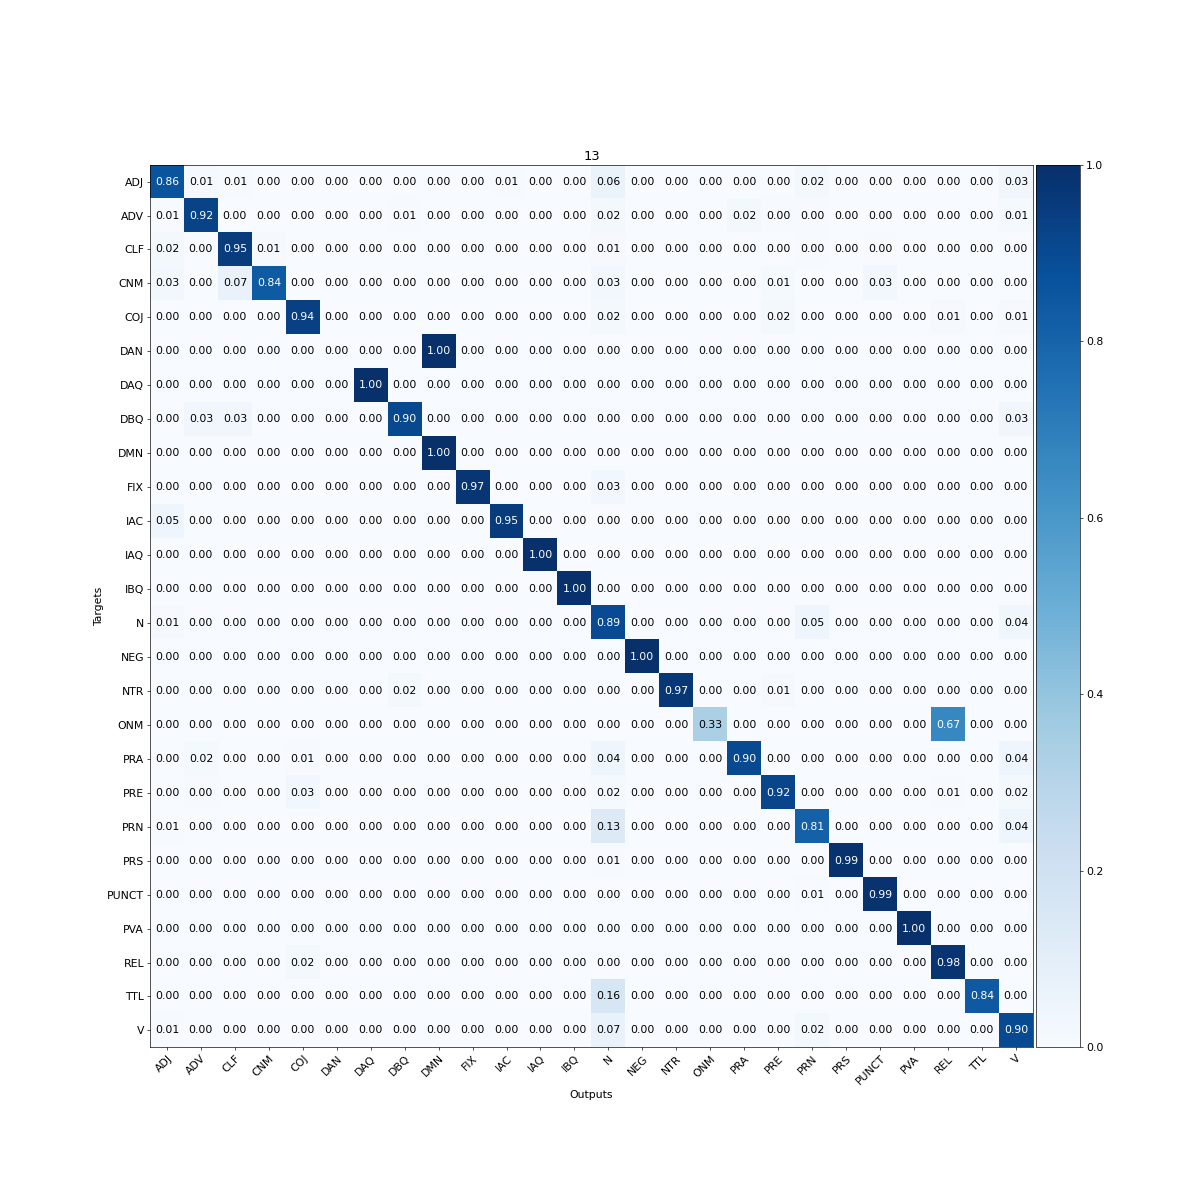 13
ADJ 0.86 0.01 0.01 0.00 0.00 0.00 0.00 0.00 0.00 0.00 0.01 0.00 0.00 0.06 0.00 0.00 0.00 0.00 0.00 0.02 0.00 0.00 0.00 0.00 0.00 0.03
ADV 0.01 0.92 0.00 0.00 0.00 0.00 0.00 0.01 0.00 0.00 0.00 0.00 0.00 0.02 0.00 0.00 0.00 0.02 0.00 0.00 0.00 0.00 0.00 0.00 0.00 0.01
CLF 0.02 0.00 0.95 0.01 0.00 0.00 0.00 0.00 0.00 0.00 0.00 0.00 0.00 0.01 0.00 0.00 0.00 0.00 0.00 0.00 0.00 0.00 0.00 0.00 0.00 0.00
CNM 0.03 0.00 0.07 0.84 0.00 0.00 0.00 0.00 0.00 0.00 0.00 0.00 0.00 0.03 0.00 0.00 0.00 0.00 0.01 0.00 0.00 0.03 0.00 0.00 0.00 0.00
COJ 0.00 0.00 0.00 0.00 0.94 0.00 0.00 0.00 0.00 0.00 0.00 0.00 0.00 0.02 0.00 0.00 0.00 0.00 0.02 0.00 0.00 0.00 0.00 0.01 0.00 0.01
DAN 0.00 0.00 0.00 0.00 0.00 0.00 0.00 0.00 1.00 0.00 0.00 0.00 0.00 0.00 0.00 0.00 0.00 0.00 0.00 0.00 0.00 0.00 0.00 0.00 0.00 0.00
DAQ 0.00 0.00 0.00 0.00 0.00 0.00 1.00 0.00 0.00 0.00 0.00 0.00 0.00 0.00 0.00 0.00 0.00 0.00 0.00 0.00 0.00 0.00 0.00 0.00 0.00 0.00
DBQ 0.00 0.03 0.03 0.00 0.00 0.00 0.00 0.90 0.00 0.00 0.00 0.00 0.00 0.00 0.00 0.00 0.00 0.00 0.00 0.00 0.00 0.00 0.00 0.00 0.00 0.03
DMN 0.00 0.00 0.00 0.00 0.00 0.00 0.00 0.00 1.00 0.00 0.00 0.00 0.00 0.00 0.00 0.00 0.00 0.00 0.00 0.00 0.00 0.00 0.00 0.00 0.00 0.00
FIX 0.00 0.00 0.00 0.00 0.00 0.00 0.00 0.00 0.00 0.97 0.00 0.00 0.00 0.03 0.00 0.00 0.00 0.00 0.00 0.00 0.00 0.00 0.00 0.00 0.00 0.00
IAC 0.05 0.00 0.00 0.00 0.00 0.00 0.00 0.00 0.00 0.00 0.95 0.00 0.00 0.00 0.00 0.00 0.00 0.00 0.00 0.00 0.00 0.00 0.00 0.00 0.00 0.00
IAQ 0.00 0.00 0.00 0.00 0.00 0.00 0.00 0.00 0.00 0.00 0.00 1.00 0.00 0.00 0.00 0.00 0.00 0.00 0.00 0.00 0.00 0.00 0.00 0.00 0.00 0.00
IBQ 0.00 0.00 0.00 0.00 0.00 0.00 0.00 0.00 0.00 0.00 0.00 0.00 1.00 0.00 0.00 0.00 0.00 0.00 0.00 0.00 0.00 0.00 0.00 0.00 0.00 0.00
N 0.01 0.00 0.00 0.00 0.00 0.00 0.00 0.00 0.00 0.00 0.00 0.00 0.00 0.89 0.00 0.00 0.00 0.00 0.00 0.05 0.00 0.00 0.00 0.00 0.00 0.04
NEG 0.00 0.00 0.00 0.00 0.00 0.00 0.00 0.00 0.00 0.00 0.00 0.00 0.00 0.00 1.00 0.00 0.00 0.00 0.00 0.00 0.00 0.00 0.00 0.00 0.00 0.00
NTR 0.00 0.00 0.00 0.00 0.00 0.00 0.00 0.02 0.00 0.00 0.00 0.00 0.00 0.00 0.00 0.97 0.00 0.00 0.01 0.00 0.00 0.00 0.00 0.00 0.00 0.00
ONM 0.00 0.00 0.00 0.00 0.00 0.00 0.00 0.00 0.00 0.00 0.00 0.00 0.00 0.00 0.00 0.00 0.33 0.00 0.00 0.00 0.00 0.00 0.00 0.67 0.00 0.00
PRA 0.00 0.02 0.00 0.00 0.01 0.00 0.00 0.00 0.00 0.00 0.00 0.00 0.00 0.04 0.00 0.00 0.00 0.90 0.00 0.00 0.00 0.00 0.00 0.00 0.00 0.04
PRE 0.00 0.00 0.00 0.00 0.03 0.00 0.00 0.00 0.00 0.00 0.00 0.00 0.00 0.02 0.00 0.00 0.00 0.00 0.92 0.00 0.00 0.00 0.00 0.01 0.00 0.02
PRN 0.01 0.00 0.00 0.00 0.00 0.00 0.00 0.00 0.00 0.00 0.00 0.00 0.00 0.13 0.00 0.00 0.00 0.00 0.00 0.81 0.00 0.00 0.00 0.00 0.00 0.04
PRS 0.00 0.00 0.00 0.00 0.00 0.00 0.00 0.00 0.00 0.00 0.00 0.00 0.00 0.01 0.00 0.00 0.00 0.00 0.00 0.00 0.99 0.00 0.00 0.00 0.00 0.00
PUNCT 0.00 0.00 0.00 0.00 0.00 0.00 0.00 0.00 0.00 0.00 0.00 0.00 0.00 0.00 0.00 0.00 0.00 0.00 0.00 0.01 0.00 0.99 0.00 0.00 0.00 0.00
PVA 0.00 0.00 0.00 0.00 0.00 0.00 0.00 0.00 0.00 0.00 0.00 0.00 0.00 0.00 0.00 0.00 0.00 0.00 0.00 0.00 0.00 0.00 1.00 0.00 0.00 0.00
REL 0.00 0.00 0.00 0.00 0.02 0.00 0.00 0.00 0.00 0.00 0.00 0.00 0.00 0.00 0.00 0.00 0.00 0.00 0.00 0.00 0.00 0.00 0.00 0.98 0.00 0.00
TTL 0.00 0.00 0.00 0.00 0.00 0.00 0.00 0.00 0.00 0.00 0.00 0.00 0.00 0.16 0.00 0.00 0.00 0.00 0.00 0.00 0.00 0.00 0.00 0.00 0.84 0.00
V 0.01 0.00 0.00 0.00 0.00 0.00 0.00 0.00 0.00 0.00 0.00 0.00 0.00 0.07 0.00 0.00 0.00 0.00 0.00 0.02 0.00 0.00 0.00 0.00 0.00 0.90
ADJ ADV CLF CNM COJ DAN DAQ DBQ DMN FIX IAC IAQ IBQ N NEG NTR ONM PRA PRE PRN PRS PUNCT PVA REL TTL V
Outputs
Targets
1.0
0.8
0.6
0.4
0.2
0.0